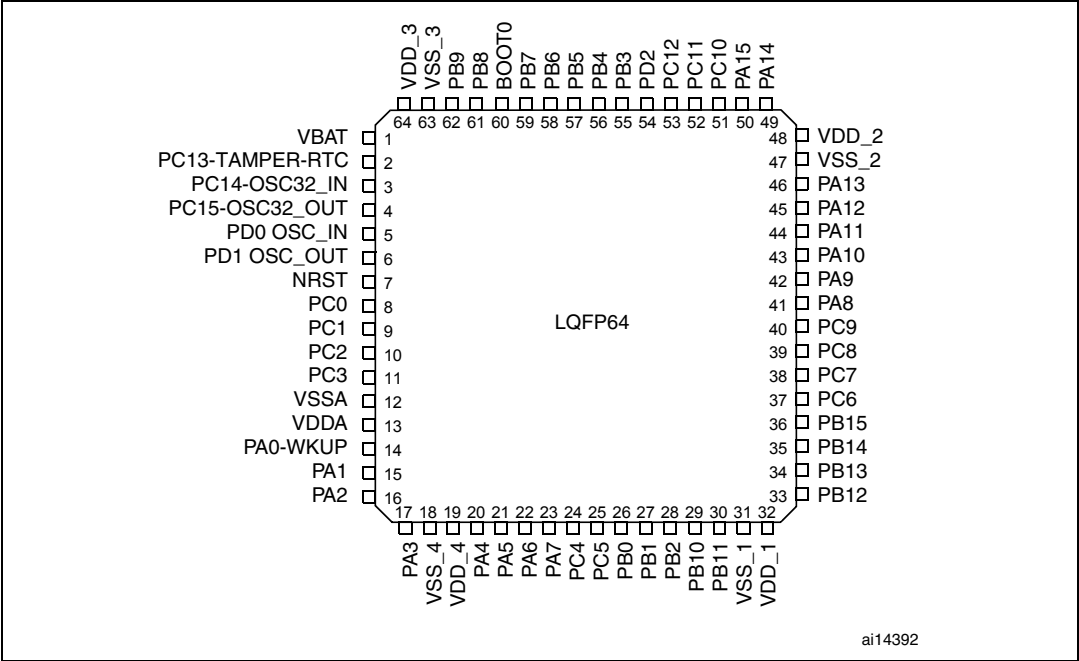 VDD_3
VSS_3
PB9
PB8
BOOT0
PB7
PB6
PB5
PB4
PB3
PD2
PC12
PC11
PC10
PA15
PA14
64 63 62 61 60 59 58 57 56 55 54 53 52 51 50 49
VBAT 1
PC13-TAMPER-RTC 2
PC14-OSC32_IN 3
PC15-OSC32_OUT 4
PD0 OSC_IN 5
PD1 OSC_OUT 6
NRST 7
PC0 8
PC1 9
PC2 10
PC3 11
VSSA 12
VDDA 13
PA0-WKUP 14
PA1 15
PA2 16
LQFP64
48 VDD_2
47 VSS_2
46 PA13
45 PA12
44 PA11
43 PA10
42 PA9
41 PA8
40 PC9
39 PC8
38 PC7
37 PC6
36 PB15
35 PB14
34 PB13
33 PB12
17 18 19 20 21 22 23 24 25 26 27 28 29 30 31 32
PA3
VSS_4
VDD_4
PA4
PA5
PA6
PA7
PC4
PC5
PB0
PB1
PB2
PB10
PB11
VSS_1
VDD_1
ai14392